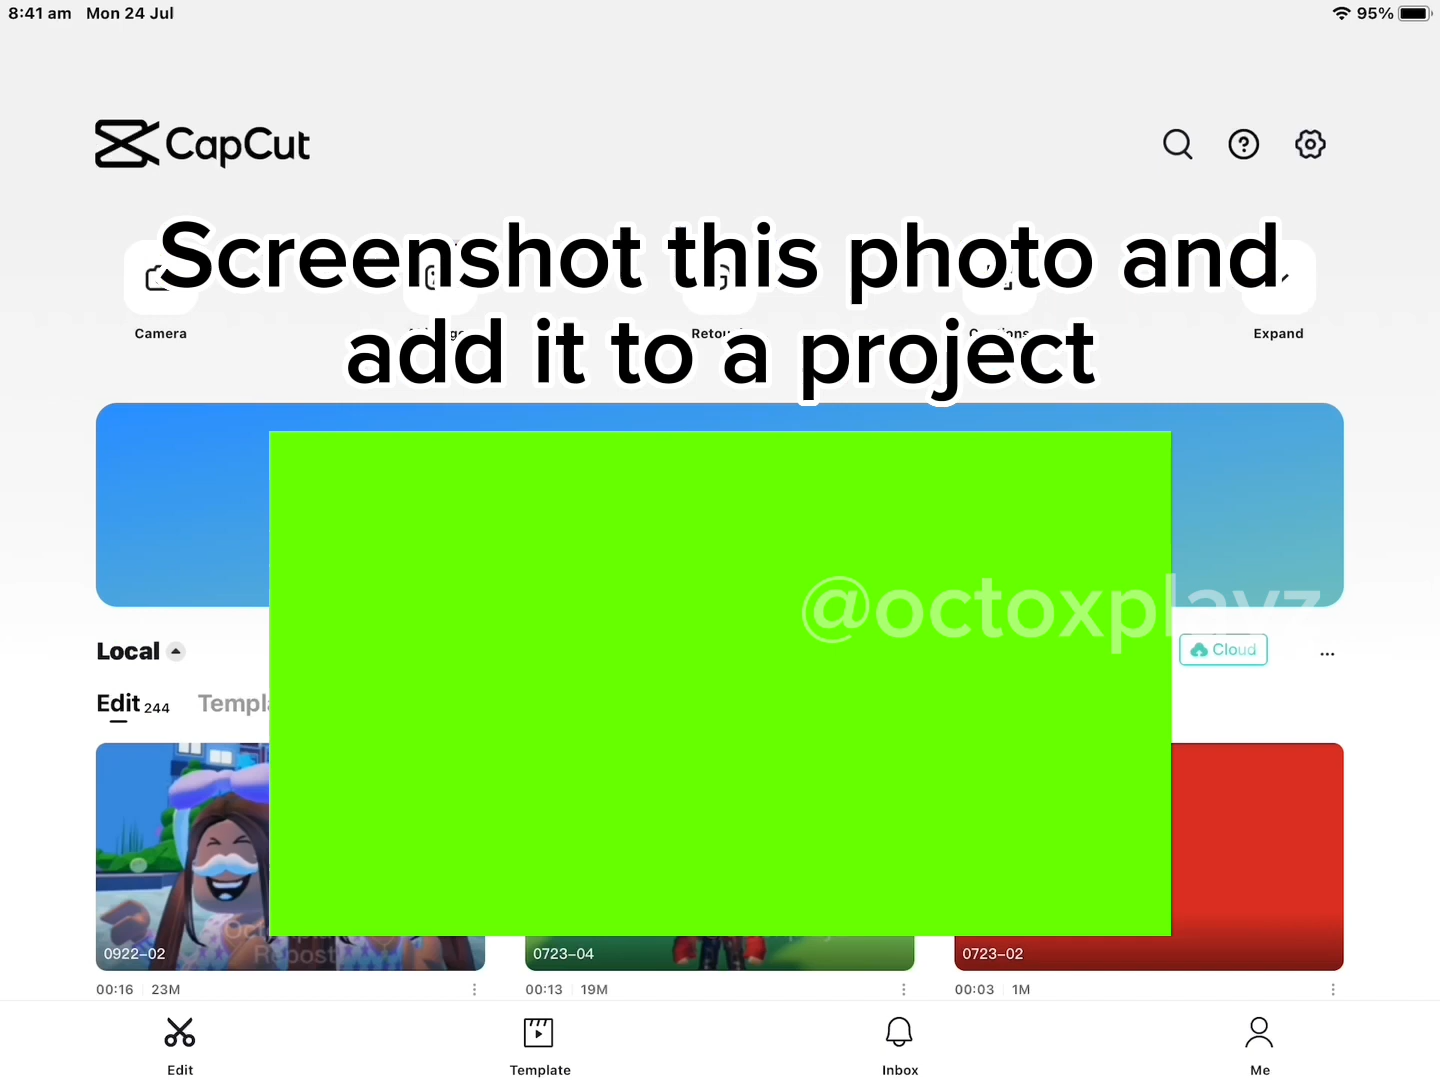 8:41 am Mon 24 Jul 95%
CapCut
Screenshot this photo and
add it to a project
Camera Expand
@octoxplayz
Local
Cloud
Edit 244
0922-02 0723-04 0723-02
00:16 23M 00:13 19M 00:03 1M
Edit Template Inbox Me